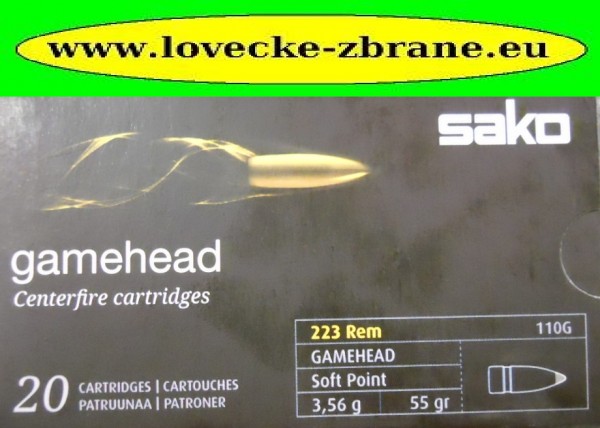 www.lovecke-zbrane.eu
sako
gamehead
Centerfire cartridges
223 Rem 110G
GAMEHEAD
Soft Point
3,56 g 55 gr
20 CARTRIDGES | CARTOUCHES
PATRUUNAA | PATRONER